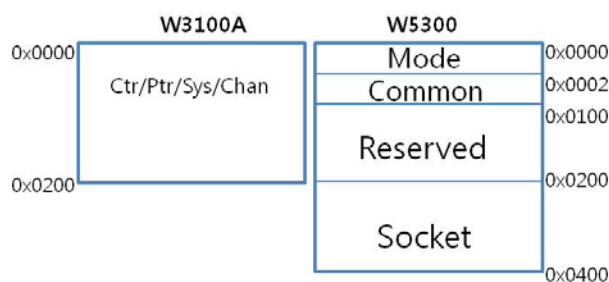 W3100A
W5300
0x0000
Ctr/Ptr/Sys/Chan
0x0200
Mode
Common
Reserved
Socket
0x0000
0x0002
0x0100
0x0200
0x0400